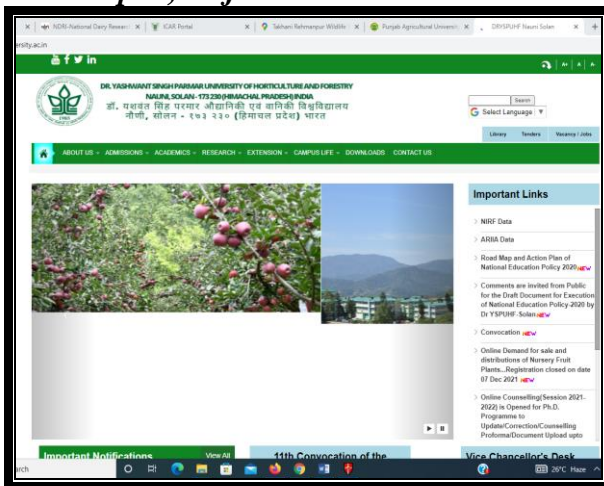 NDRI-National Dairy Research
ICAR Portal
Takhani Rehmanpur Wildlife
Punjab Agricultural Universit
DRYSPUHF Nauni Solan
ersity.ac.in
A+ A A-
DR. YASHWANT SINGH PARMAR UNIVERSITY OF HORTICULTURE AND FORESTRY
NAUNI, SOLAN - 173 230 (HIMACHAL PRADESH) INDIA
डॉ. यशवंत सिंह परमार औद्यानिकी एवं वानिकी विश्वविद्यालय
नौणी, सोलन - १७३ २३० (हिमाचल प्रदेश) भारत
Search
G Select Language ▼
Library Tenders Vacancy / Jobs
ABOUT US ADMISSIONS ACADEMICS RESEARCH EXTENSION CAMPUS LIFE DOWNLOADS CONTACT US
Important Links
NIRF Data
ARIIA Data
Road Map and Action Plan of
National Education Policy 2020 NEW
Comments are invited from Public
for the Draft Document for Execution
of National Education Policy-2020 by
Dr YSPUHF-Solan NEW
Convocation NEW
Online Demand for sale and
distributions of Nursery Fruit
Plants...Registration closed on date
07 Dec 2021 NEW
Online Counselling(Session 2021-
2022) is Opened for Ph.D.
Programme to
Update/Correction/Counselling
Proforma/Document Upload upto
Important Notifications View All
11th Convocation of the
Vice Chancellor's Desk
arch
26°C Haze